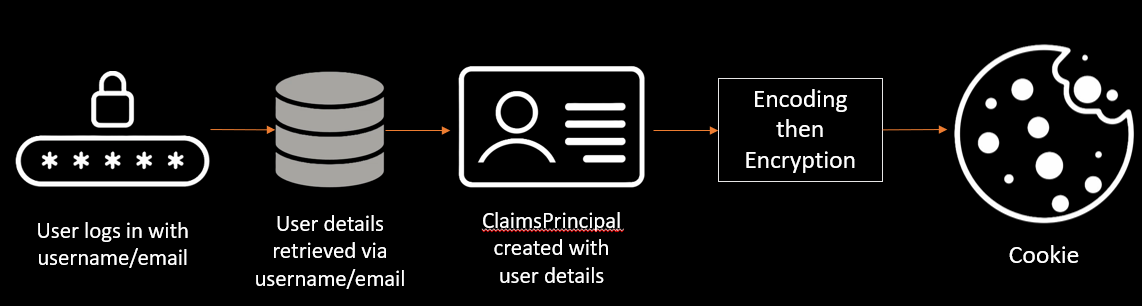 * * * * *
User logs in with
username/email
User details
retrieved via
username/email
ClaimsPrincipal
created with
user details
Encoding
then
Encryption
Cookie